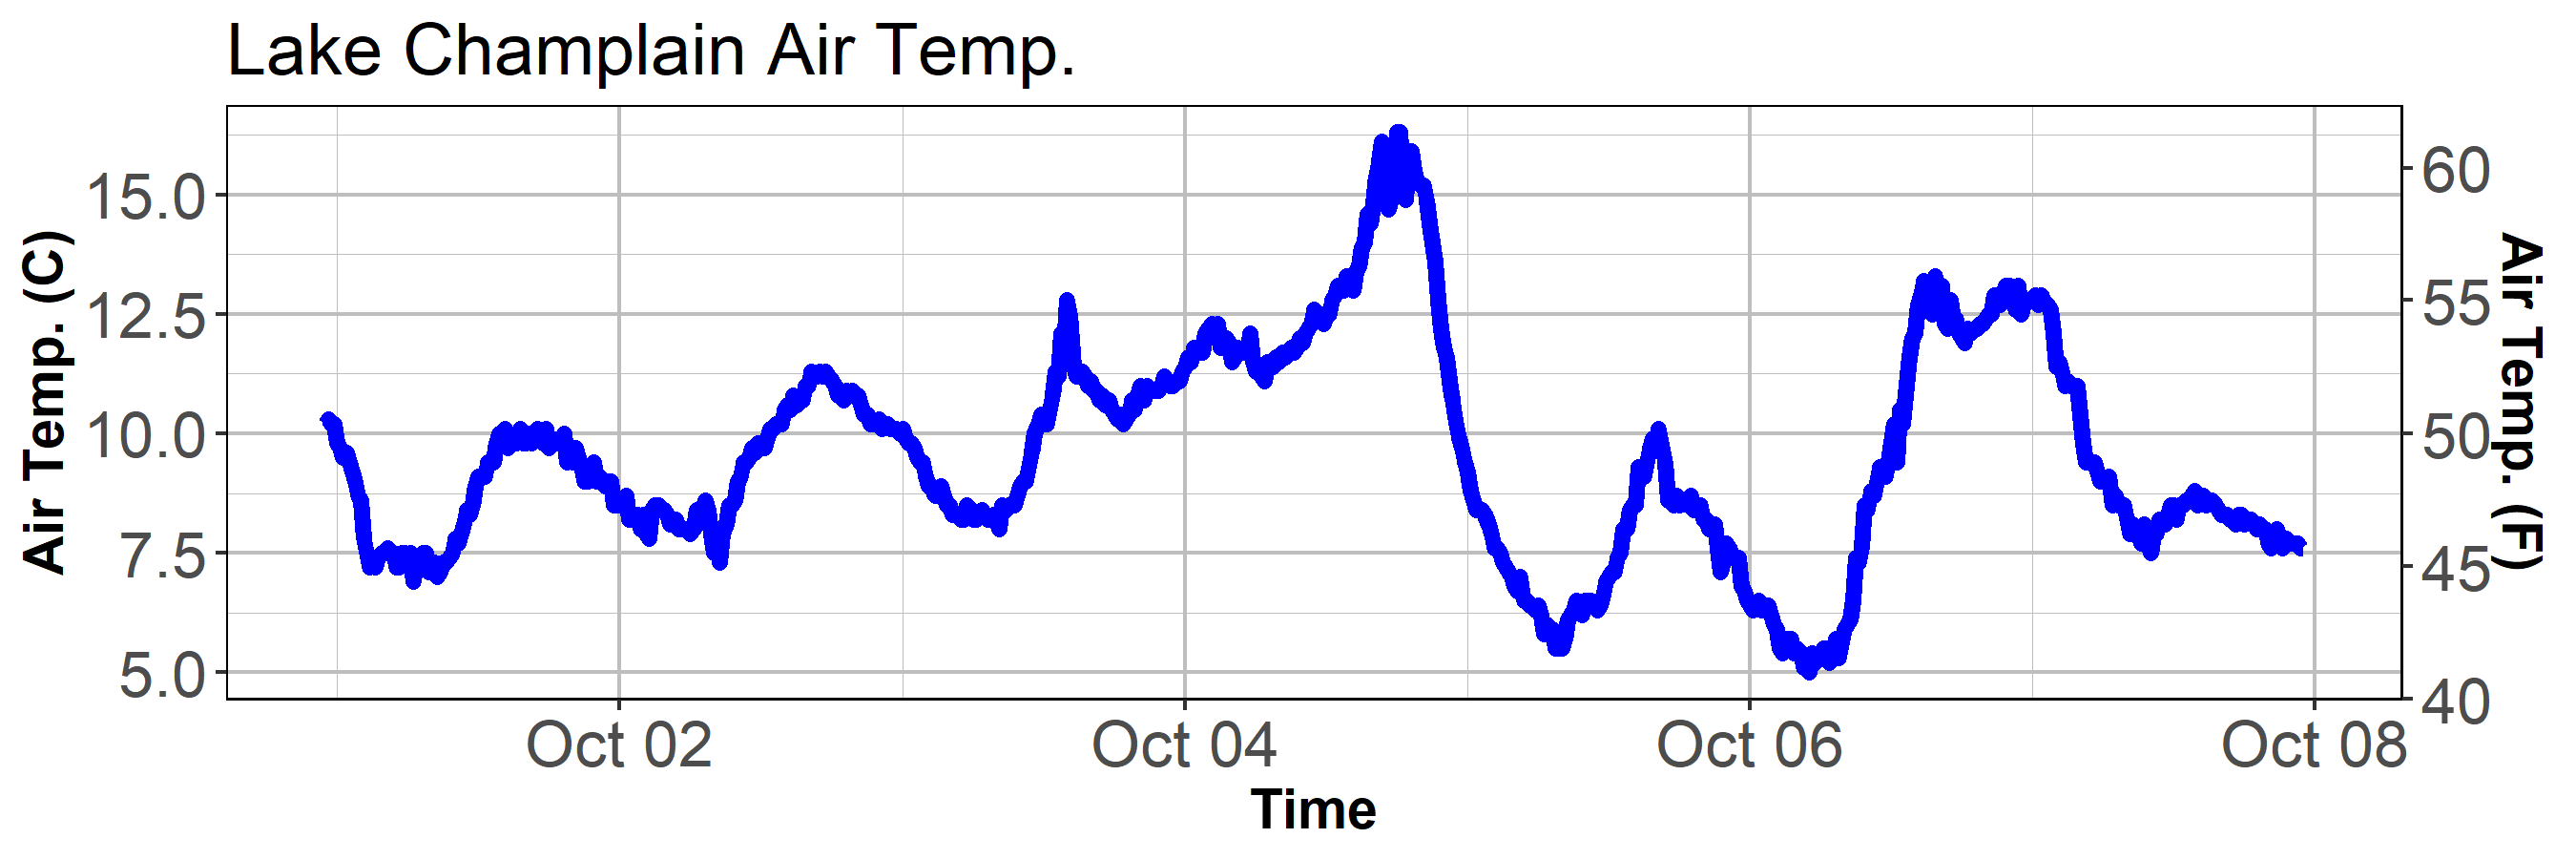 Lake Champlain Air Temp.
Air Temp. (C)
15.0
12.5
10.0
7.5
5.0
60
55
50
45
40
Air Temp. (F)
Oct 02
Oct 04
Oct 06
Oct 08
Time